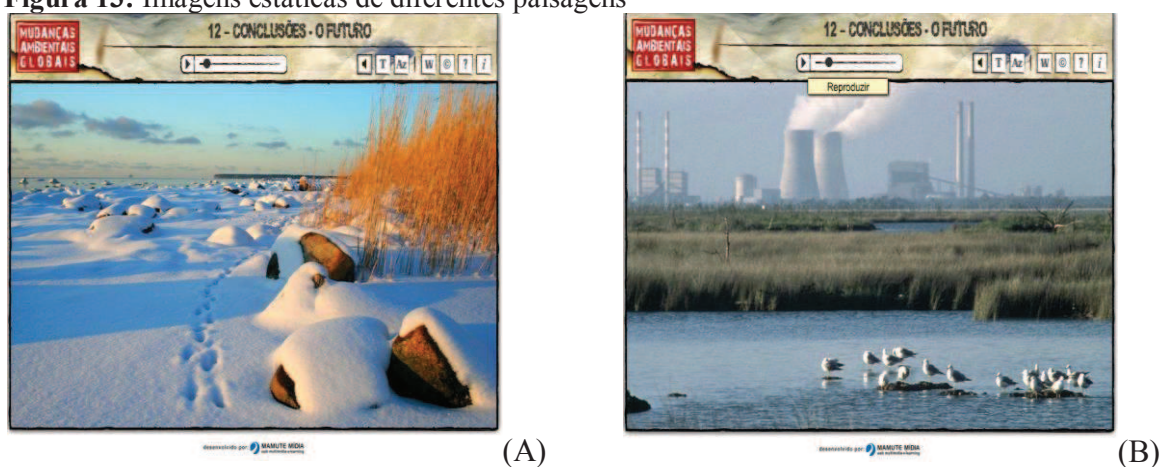 Figura 15: Imagens estáticas de diferentes paisagens
MUDANÇAS
AMBIENTAIS
GLOBAIS
12 - CONCLUSÕES - O FUTURO
T Az W © ? i
desenvolvido por MAMUTE MÍDIA
(A)
MUDANÇAS
AMBIENTAIS
GLOBAIS
12 - CONCLUSÕES - O FUTURO
T Az W © ? i
Reproduzir
desenvolvido por MAMUTE MÍDIA
(B)